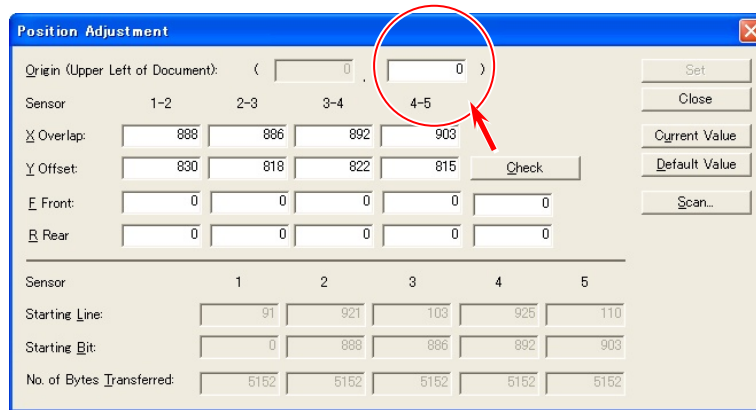 Position Adjustment
Origin (Upper Left of Document): ( 0 , 0 ) Set
Sensor 1-2 2-3 3-4 4-5 Close
X Overlap: 888 886 892 903 Current Value
Y Offset: 830 818 822 815 Check Default Value
F Front: 0 0 0 0 0 Scan...
R Rear 0 0 0 0 0
Sensor 1 2 3 4 5
Starting Line: 91 921 103 925 110
Starting Bit: 0 888 886 892 903
No. of Bytes Transferred: 5152 5152 5152 5152 5152